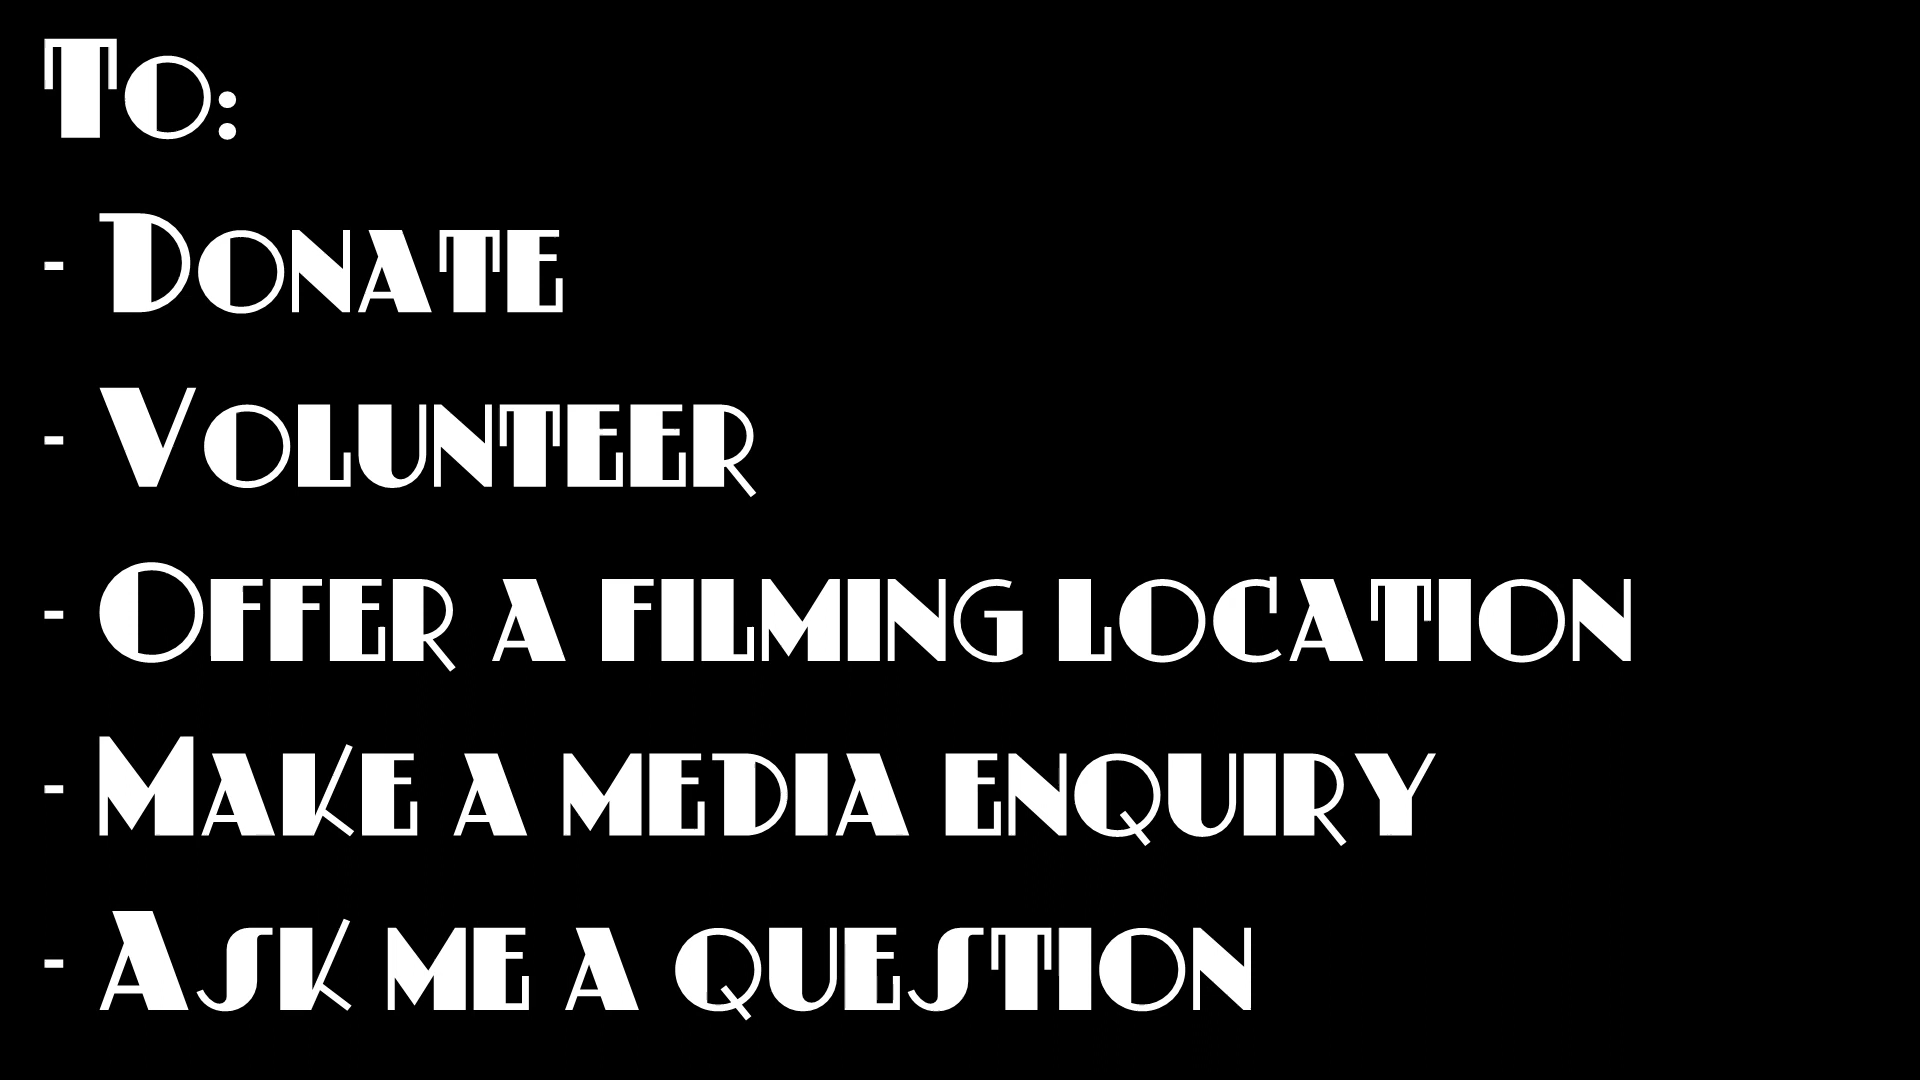 To:
- Donate
- Volunteer
- Offer a filming location
- Make a media enquiry
- Ask me a question